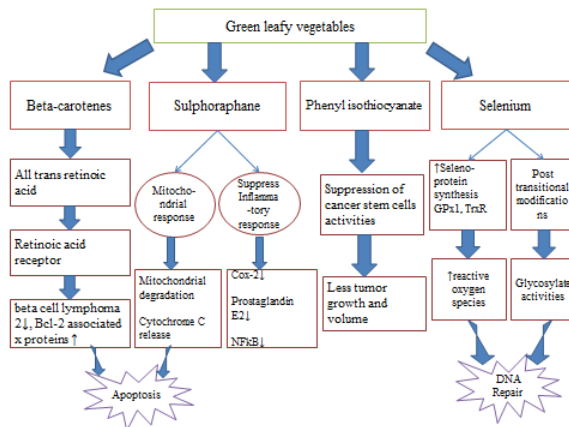 Green leafy vegetables
Beta-carotenes
Sulphoraphane
Phenyl isothiocyanate
Selenium
All trans retinoic
acid
Mitocho-
ndrial
response
Suppress
Inflamma
-tory
response
Suppression of
cancer stem cells
activities
↑Seleno-
protein
synthesis
GPx1, TrxR
Post
transitional
modificatio
ns
Retinoic acid
receptor
Mitochondrial
degradation
Cytochrome C
release
Cox-2↓
Prostaglandin
E2↓
NFkB↓
Less tumor
growth and
volume
↑reactive
oxygen
species
Glycosylate
activities
beta cell lymphoma
2↓, Bcl-2 associated
x proteins ↑
Apoptosis
DNA
Repair